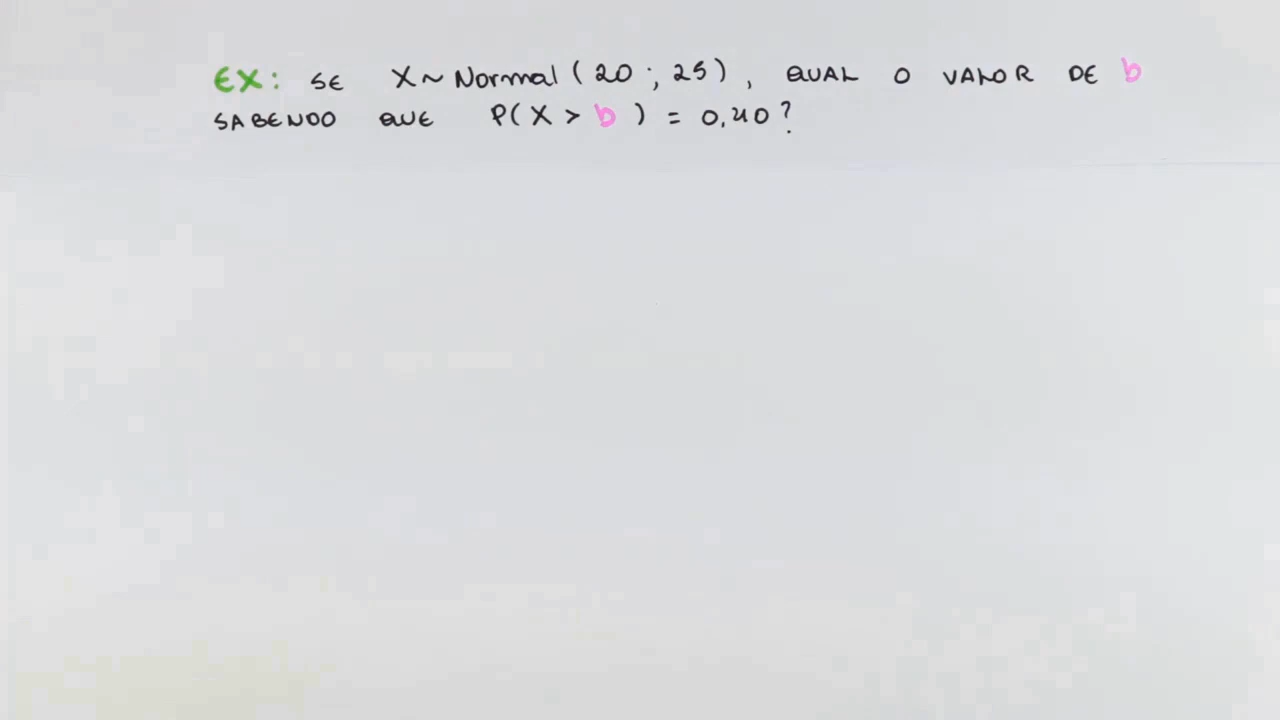 EX: SE X~Normal(20;25), QUAL O VALOR DE b
SABENDO QUE P(X > b) = 0,40?